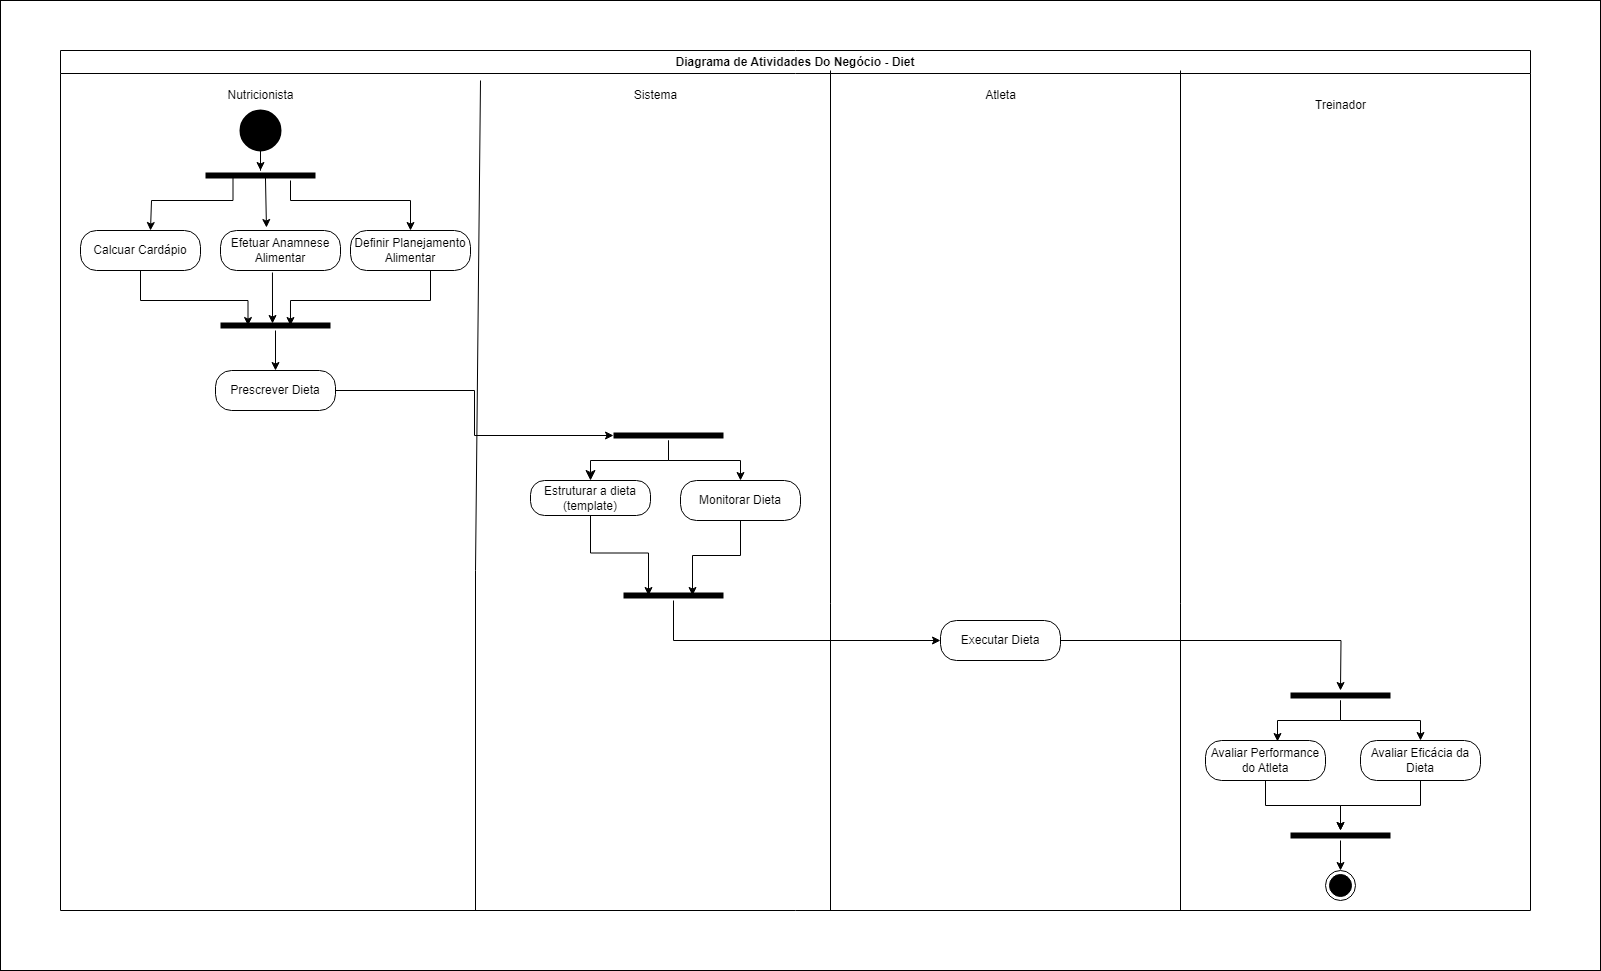 Diagrama de Atividades Do Negócio - Diet
Nutricionista
Sistema
Atleta
Treinador
Calcuar Cardápio
Efetuar Anamnese
Alimentar
Definir Planejamento
Alimentar
Prescrever Dieta
Estruturar a dieta
(template)
Monitorar Dieta
Executar Dieta
Avaliar Performance
do Atleta
Avaliar Eficácia da
Dieta